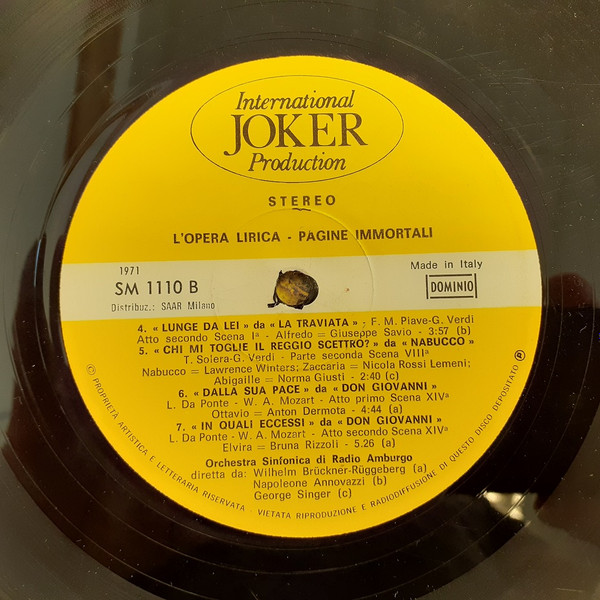 International
JOKER
Production
STEREO
L'OPERA LIRICA - PAGINE IMMORTALI
1971
SM 1110 B
Distribuz.: SAAR Milano
Made in Italy
DOMINIO
4. « LUNGE DA LEI » da « LA TRAVIATA » - F. M. Piave-G. Verdi
Atto secondo Scena Iª - Alfredo = Giuseppe Savio - 3:57 (b)
5. « CHI MI TOGLIE IL REGGIO SCETTRO? » da « NABUCCO »
T. Solera-G. Verdi - Parte seconda Scena VIIIª
Nabucco = Lawrence Winters; Zaccaria = Nicola Rossi Lemeni;
Abigaille = Norma Giusti - 2:40 (c)
6. « DALLA SUA PACE » da « DON GIOVANNI »
L. Da Ponte - W. A. Mozart - Atto primo Scena XIVª
Ottavio = Anton Dermota - 4:44 (a)
7. « IN QUALI ECCESSI » da « DON GIOVANNI »
L. Da Ponte - W. A. Mozart - Atto secondo Scena XIVª
Elvira = Bruna Rizzoli - 5.26 (a)
Orchestra Sinfonica di Radio Amburgo
diretta da: Wilhelm Brückner-Rüggeberg (a)
Napoleone Annovazzi (b)
George Singer (c)
© PROPRIETA ARTISTICA E LETTERARIA RISERVATA - VIETATA RIPRODUZIONE E RADIODIFFUSIONE DI QUESTO DISCO DEPOSITATO ®